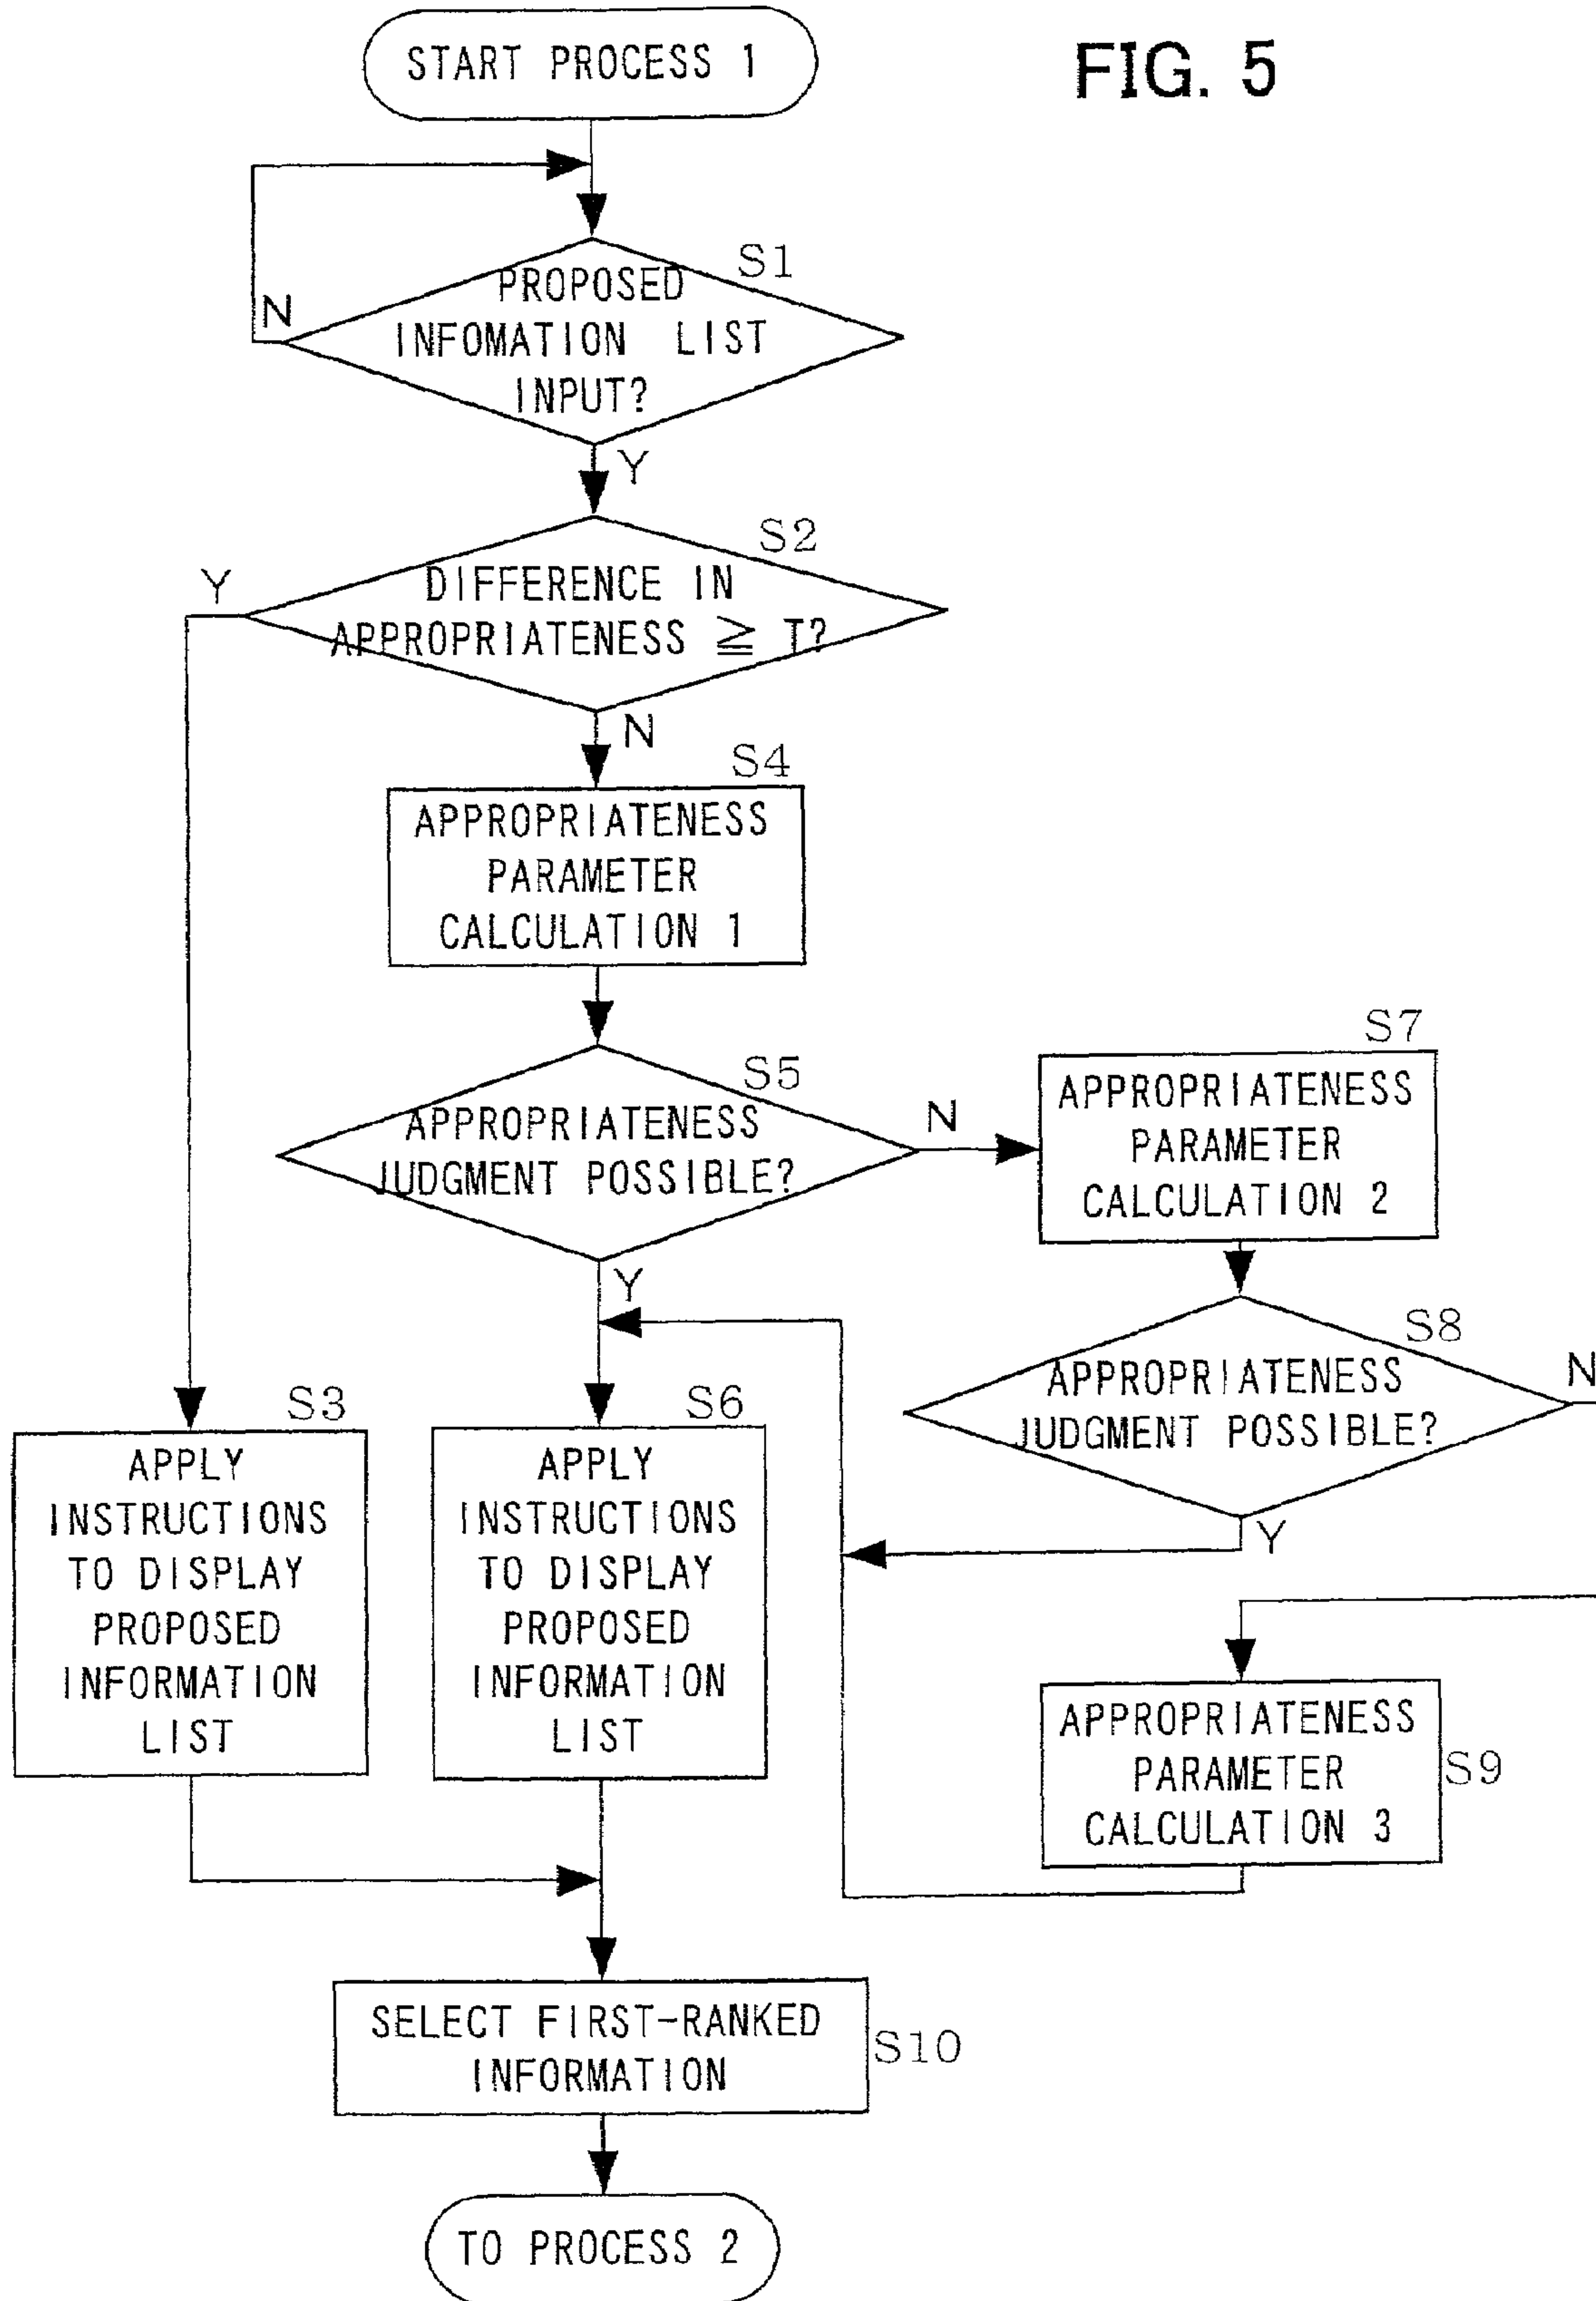 FIG. 5
START PROCESS 1
S1
PROPOSED
INFOMATION LIST
INPUT?
N
Y
S2
DIFFERENCE IN
APPROPRIATENESS ≧ T?
Y
N
S4
APPROPRIATENESS
PARAMETER
CALCULATION 1
S5
APPROPRIATENESS
JUDGMENT POSSIBLE?
N
Y
S7
APPROPRIATENESS
PARAMETER
CALCULATION 2
S8
APPROPRIATENESS
JUDGMENT POSSIBLE?
N
Y
S3
APPLY
INSTRUCTIONS
TO DISPLAY
PROPOSED
INFORMATION
LIST
S6
APPLY
INSTRUCTIONS
TO DISPLAY
PROPOSED
INFORMATION
LIST
APPROPRIATENESS
PARAMETER
CALCULATION 3
S9
SELECT FIRST-RANKED
INFORMATION
S10
TO PROCESS 2